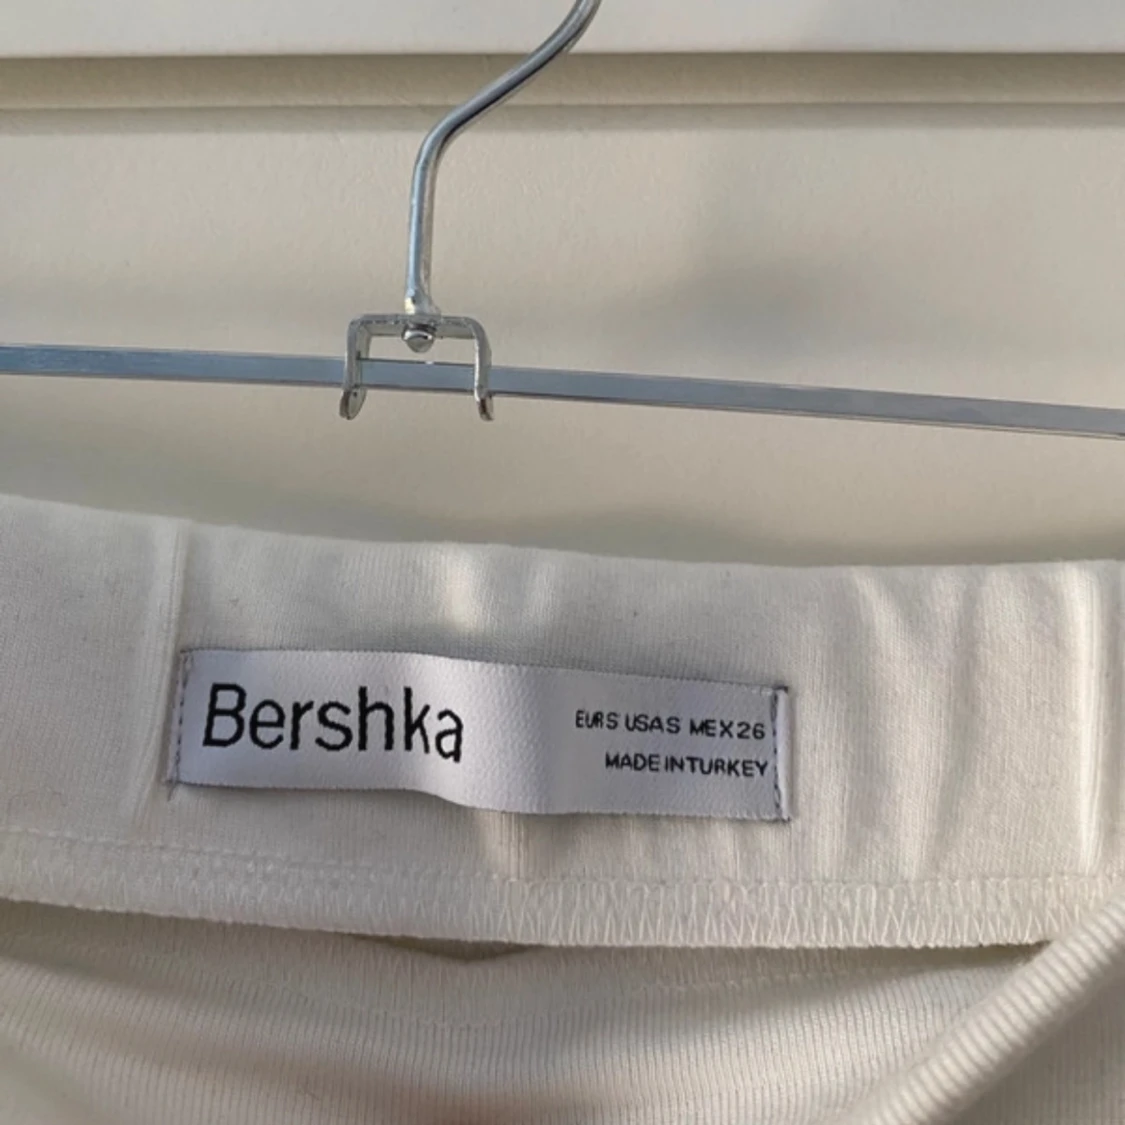 Bershka
EUR S USA S MEX 26
MADE IN TURKEY